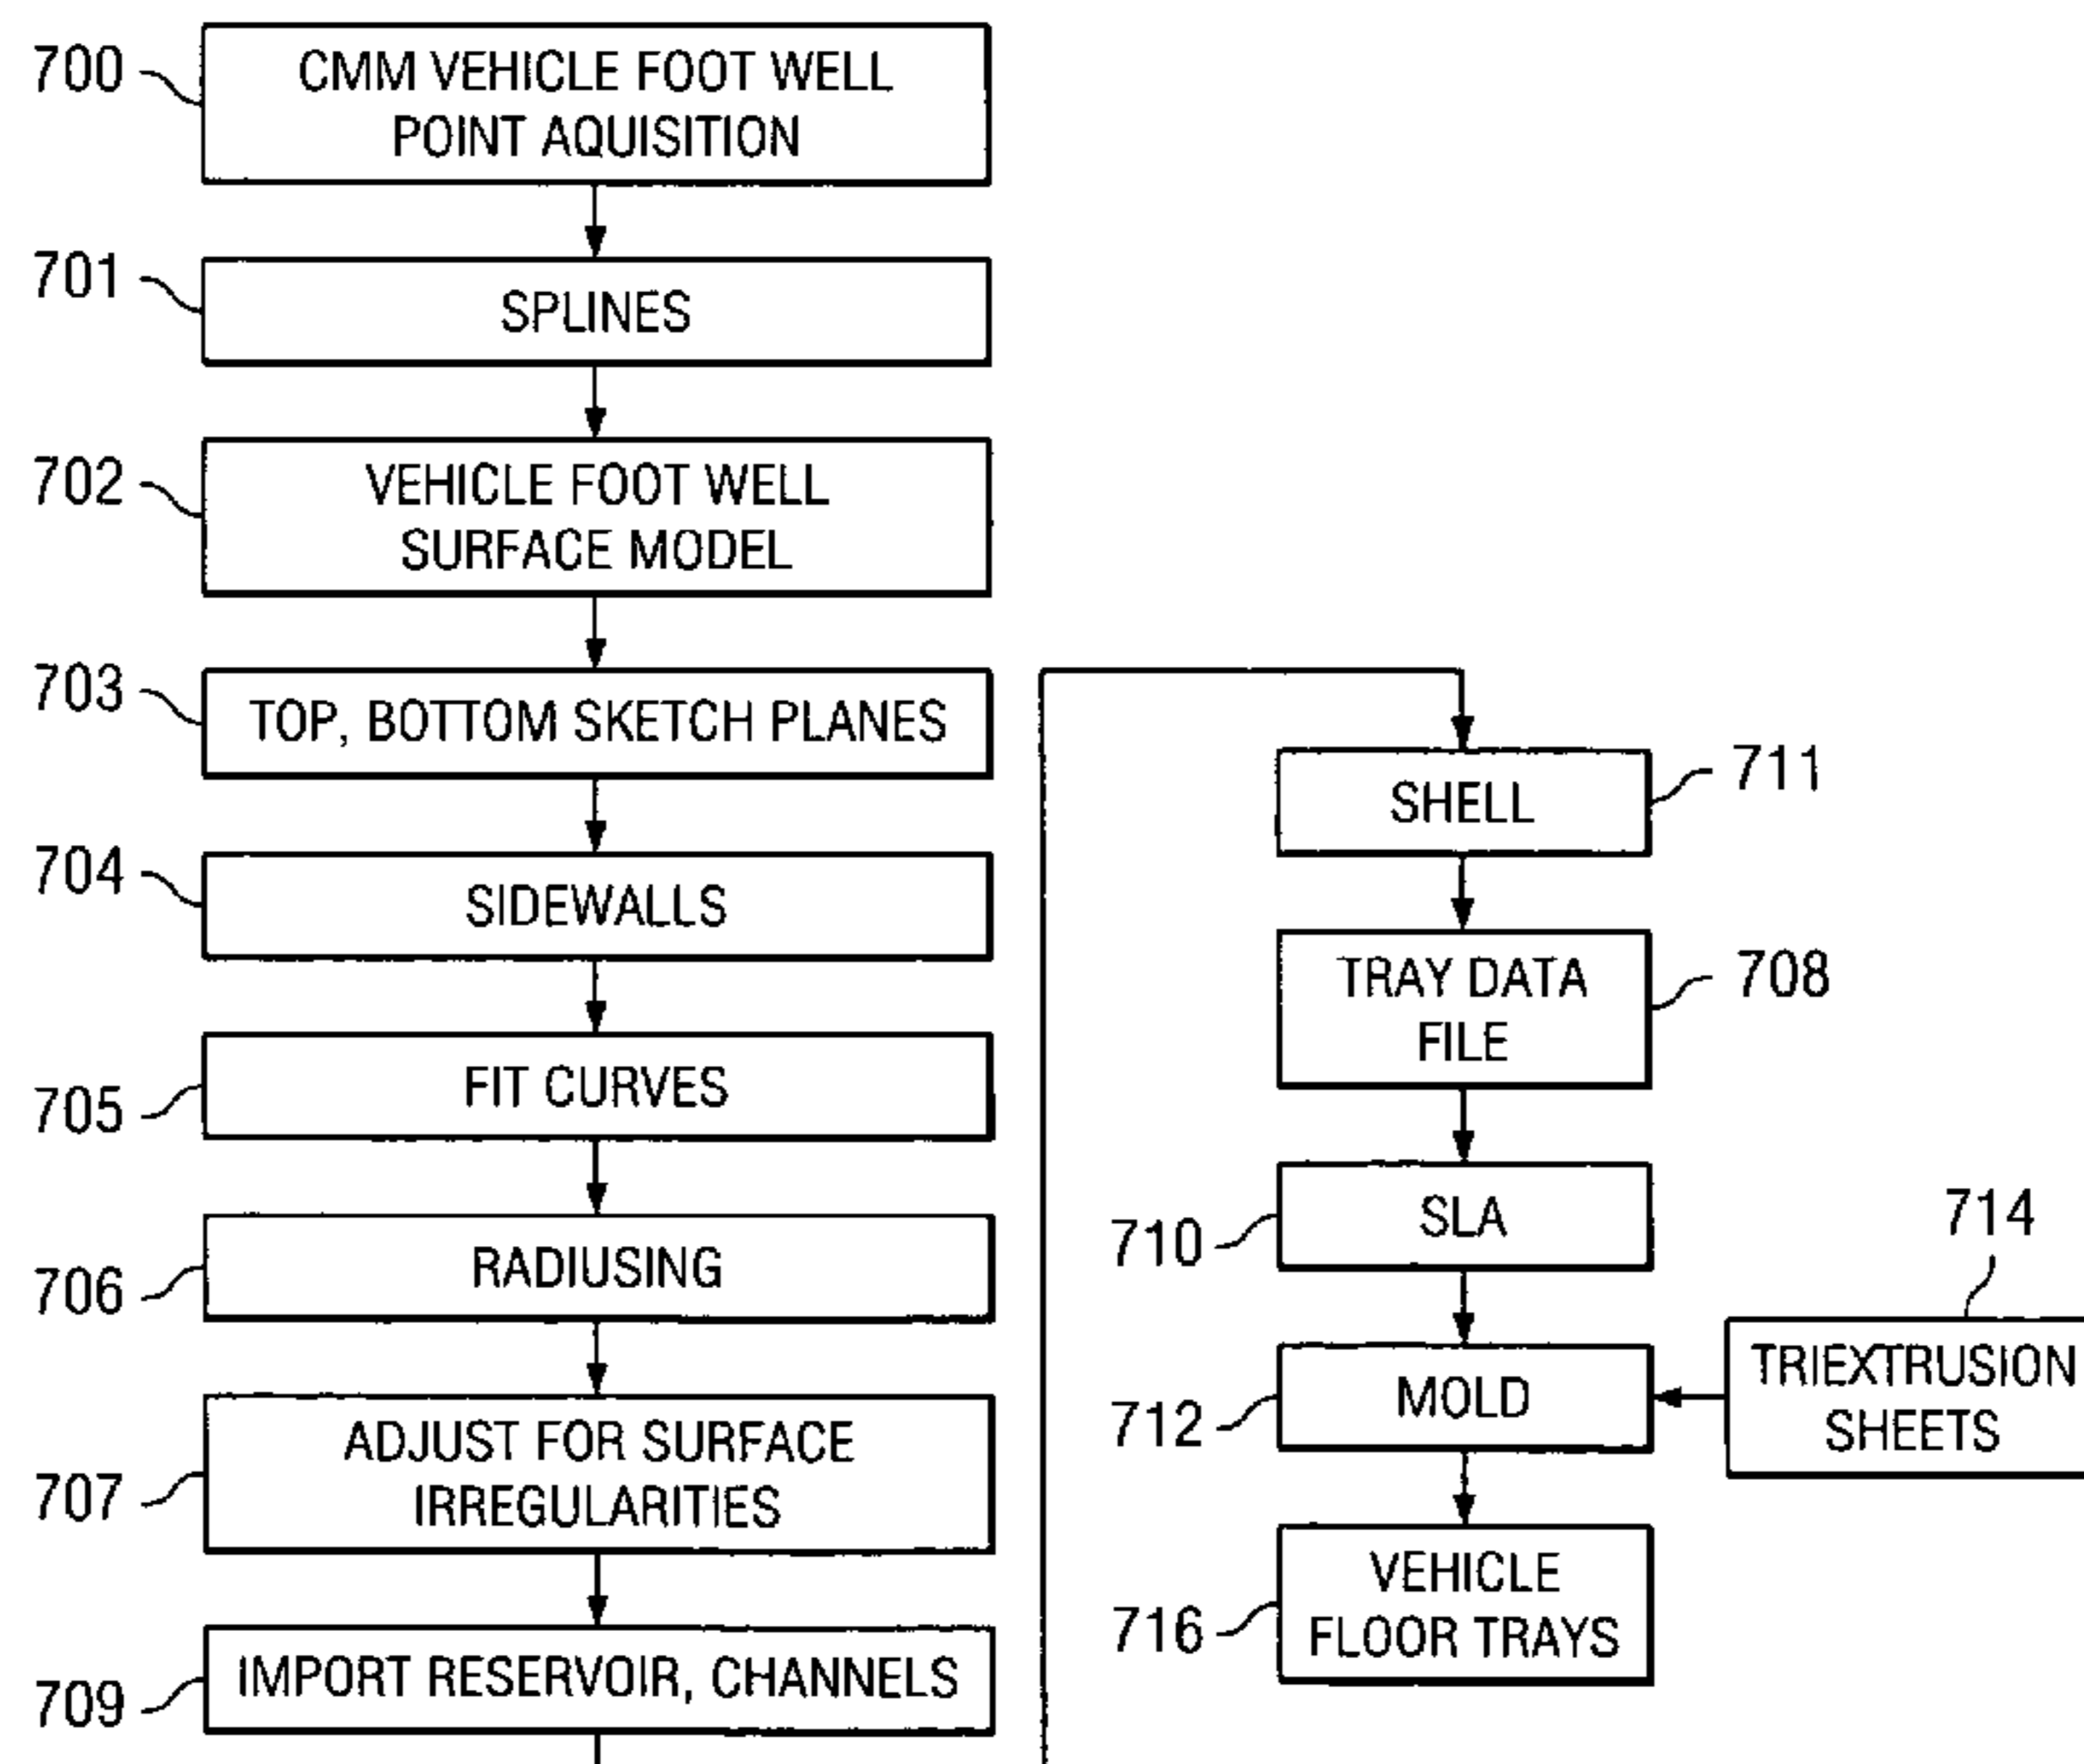 700
CMM VEHICLE FOOT WELL
POINT AQUISITION
701
SPLINES
702
VEHICLE FOOT WELL
SURFACE MODEL
703
TOP, BOTTOM SKETCH PLANES
704
SIDEWALLS
705
FIT CURVES
706
RADIUSING
707
ADJUST FOR SURFACE
IRREGULARITIES
709
IMPORT RESERVOIR, CHANNELS
SHELL
711
TRAY DATA
FILE
708
SLA
710
MOLD
712
714
TRIEXTRUSION
SHEETS
VEHICLE
FLOOR TRAYS
716